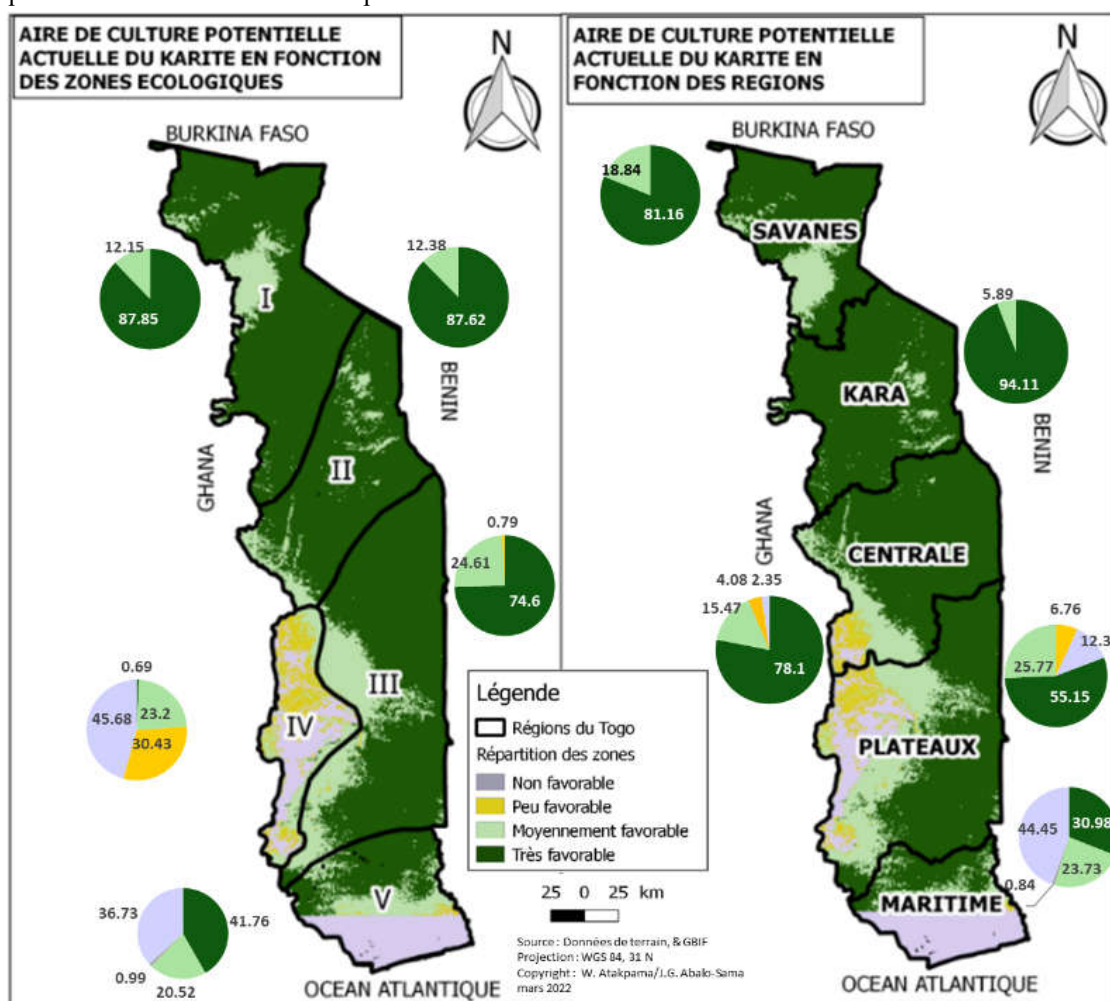 AIRE DE CULTURE POTENTIELLE
ACTUELLE DU KARITE EN FONCTION
DES ZONES ECOLOGIQUES
N
BURKINA FASO
12.15
87.85
12.38
87.62
I
BENIN
GHANA
II
0.79
24.61
74.6
0.69
45.68
23.2
30.43
III
IV
36.73
41.76
0.99
20.52
V
OCEAN ATLANTIQUE
AIRE DE CULTURE POTENTIELLE
ACTUELLE DU KARITE EN
FONCTION DES REGIONS
N
BURKINA FASO
18.84
81.16
SAVANES
5.89
94.11
KARA
BENIN
GHANA
CENTRALE
4.08 2.35
15.47
78.1
6.76
12.3
25.77
55.15
PLATEAUX
44.45
30.98
23.73
0.84
MARITIME
OCEAN ATLANTIQUE
Légende
Régions du Togo
Répartition des zones
Non favorable
Peu favorable
Moyennement favorable
Très favorable
25 0 25 km
Source : Données de terrain, & GBIF
Projection : WGS 84, 31 N
Copyright : W. Atakpama/J.G. Abalo-Sama
mars 2022